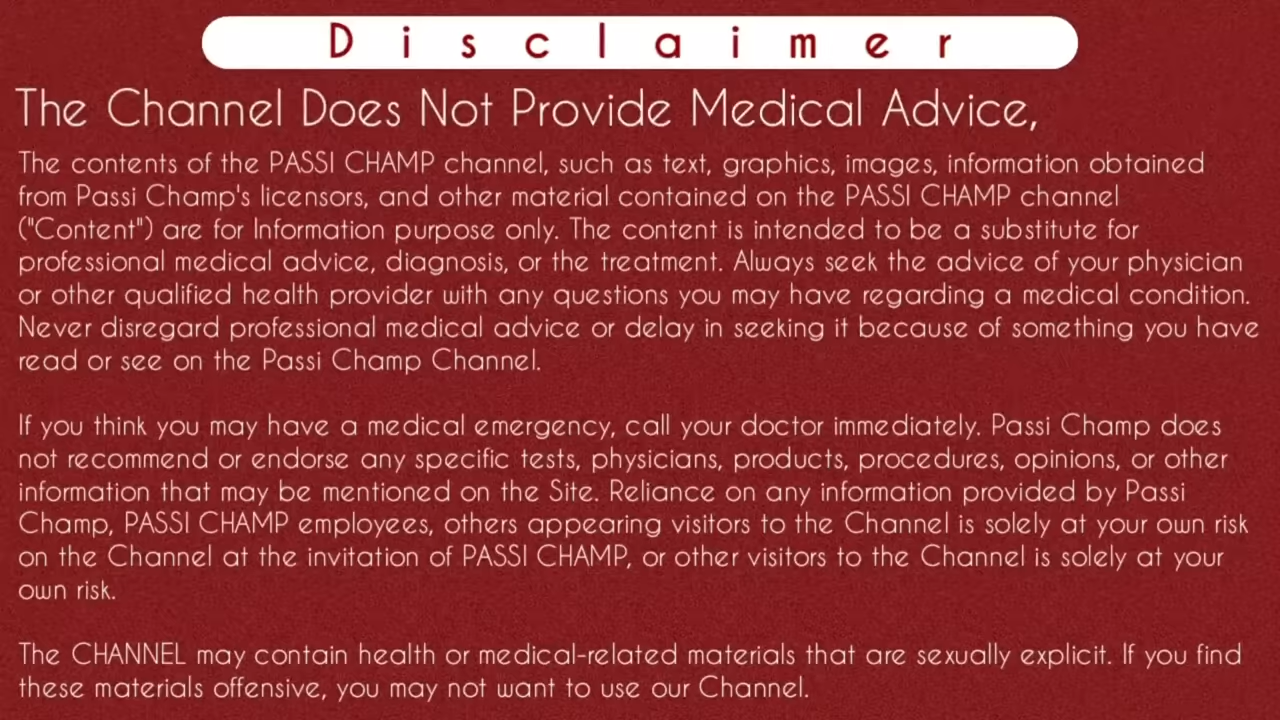 Disclaimer
The Channel Does Not Provide Medical Advice,
The contents of the PASSI CHAMP channel, such as text, graphics, images, information obtained
from Passi Champ's licensors, and other material contained on the PASSI CHAMP channel
("Content") are for Information purpose only. The content is intended to be a substitute for
professional medical advice, diagnosis, or the treatment. Always seek the advice of your physician
or other qualified health provider with any questions you may have regarding a medical condition.
Never disregard professional medical advice or delay in seeking it because of something you have
read or see on the Passi Champ Channel.
If you think you may have a medical emergency, call your doctor immediately. Passi Champ does
not recommend or endorse any specific tests, physicians, products, procedures, opinions, or other
information that may be mentioned on the Site. Reliance on any information provided by Passi
Champ, PASSI CHAMP employees, others appearing visitors to the Channel is solely at your own risk
on the Channel at the invitation of PASSI CHAMP, or other visitors to the Channel is solely at your
own risk.
The CHANNEL may contain health or medical-related materials that are sexually explicit. If you find
these materials offensive, you may not want to use our Channel.